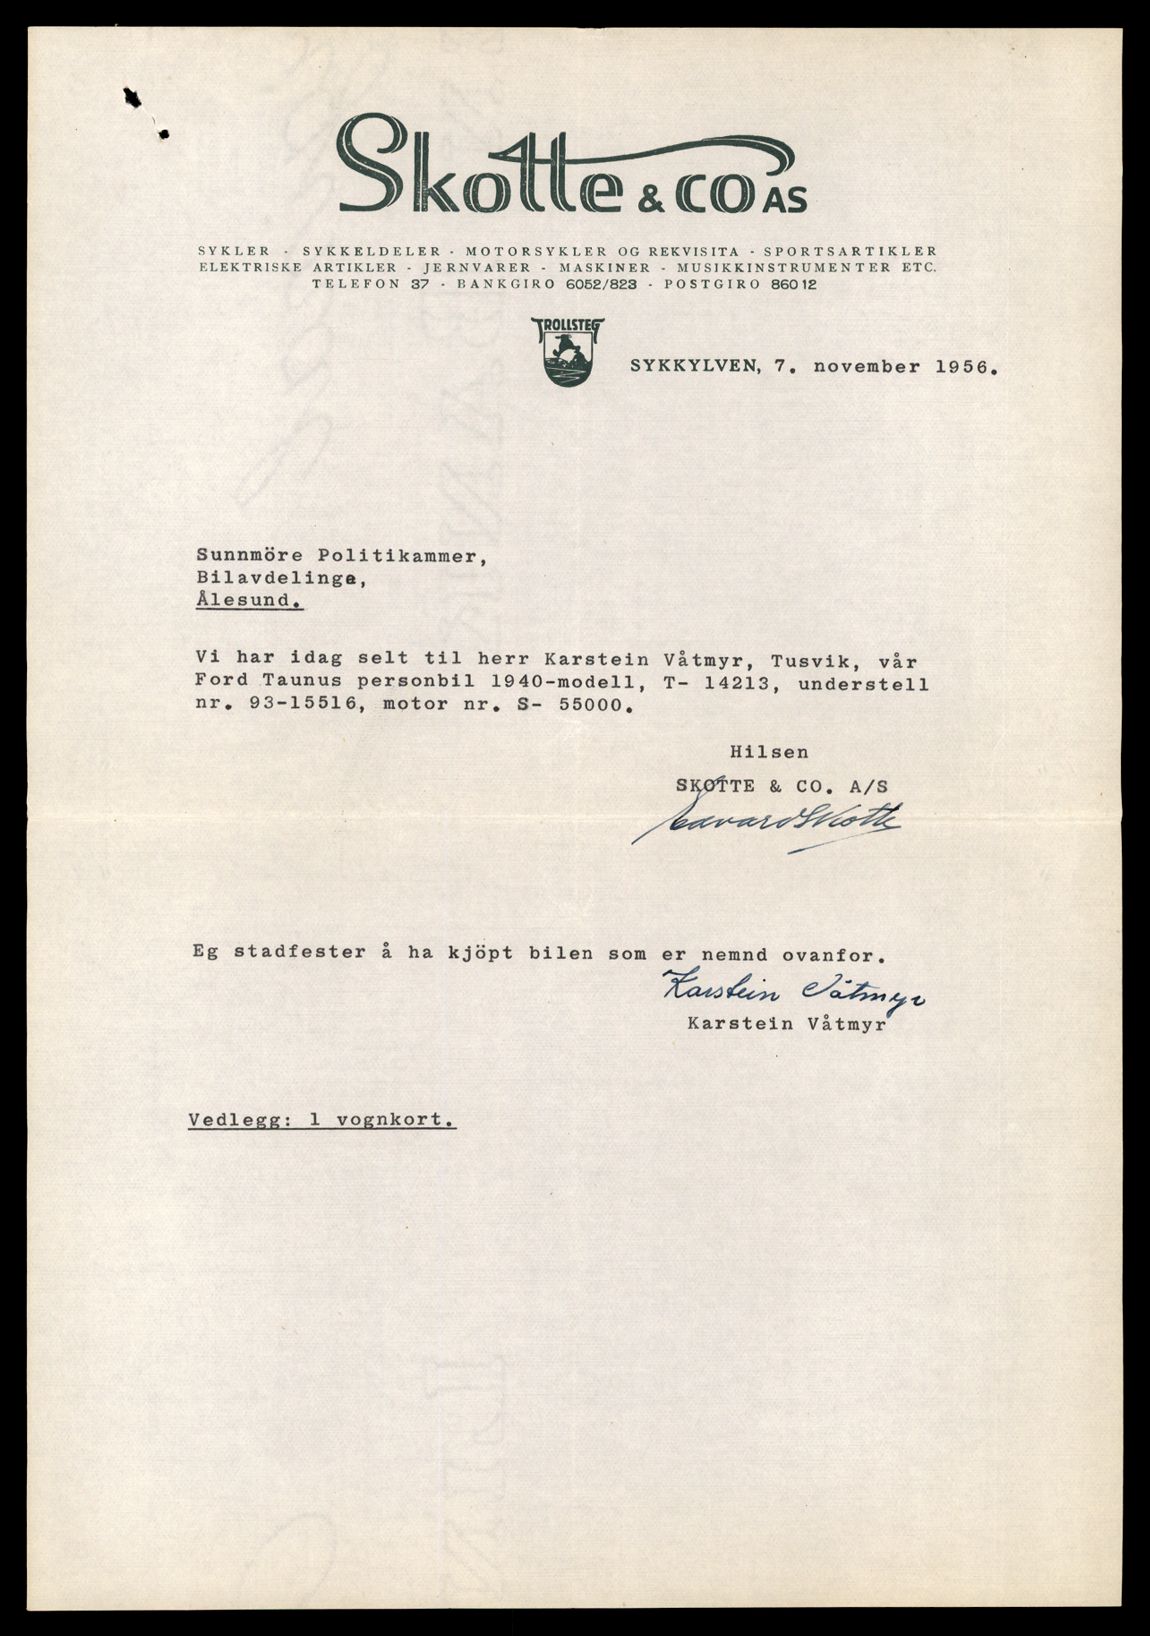 Skotte & CO AS
SYKLER - SYKKELDELER - MOTORSYKLER OG REKVISITA - SPORTSARTIKLER
ELEKTRISKE ARTIKLER - JERNVARER - MASKINER - MUSIKKINSTRUMENTER ETC.
TELEFON 37 - BANKGIRO 6052/823 - POSTGIRO 86012
TROLLSTEG
SYKKYLVEN, 7. november 1956.
Sunnmöre Politikammer,
Bilavdelinge,
Ålesund.
Vi har idag selt til herr Karstein Våtmyr, Tusvik, vår
Ford Taunus personbil 1940-modell, T- 14213, understell
nr. 93-15516, motor nr. S- 55000.
Hilsen
SKOTTE & CO. A/S
Edvard Skotte
Eg stadfester å ha kjöpt bilen som er nemnd ovanfor.
Karstein Våtmyr
Karstein Våtmyr
Vedlegg: 1 vognkort.